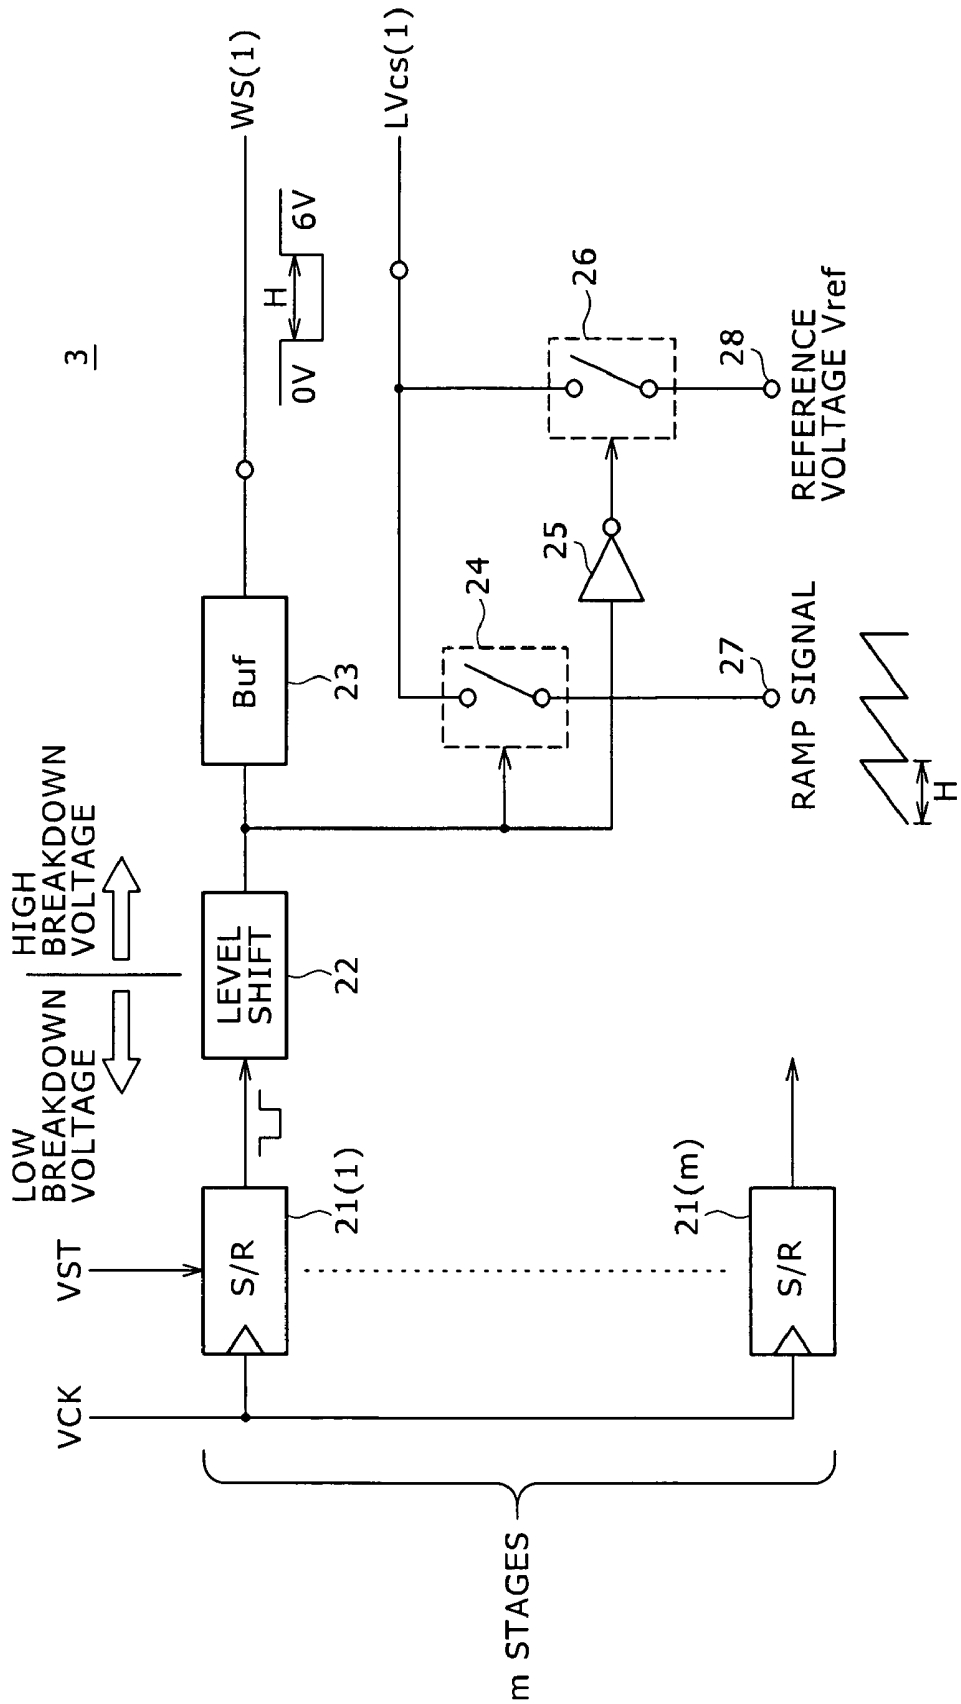 3
LOW
BREAKDOWN
VOLTAGE
HIGH
BREAKDOWN
VOLTAGE
VCK
VST
S/R
21(1)
LEVEL
SHIFT
22
Buf
23
WS(1)
0V
H
6V
LVcs(1)
24
25
26
27
28
RAMP SIGNAL
H
REFERENCE
VOLTAGE Vref
S/R
21(m)
m STAGES